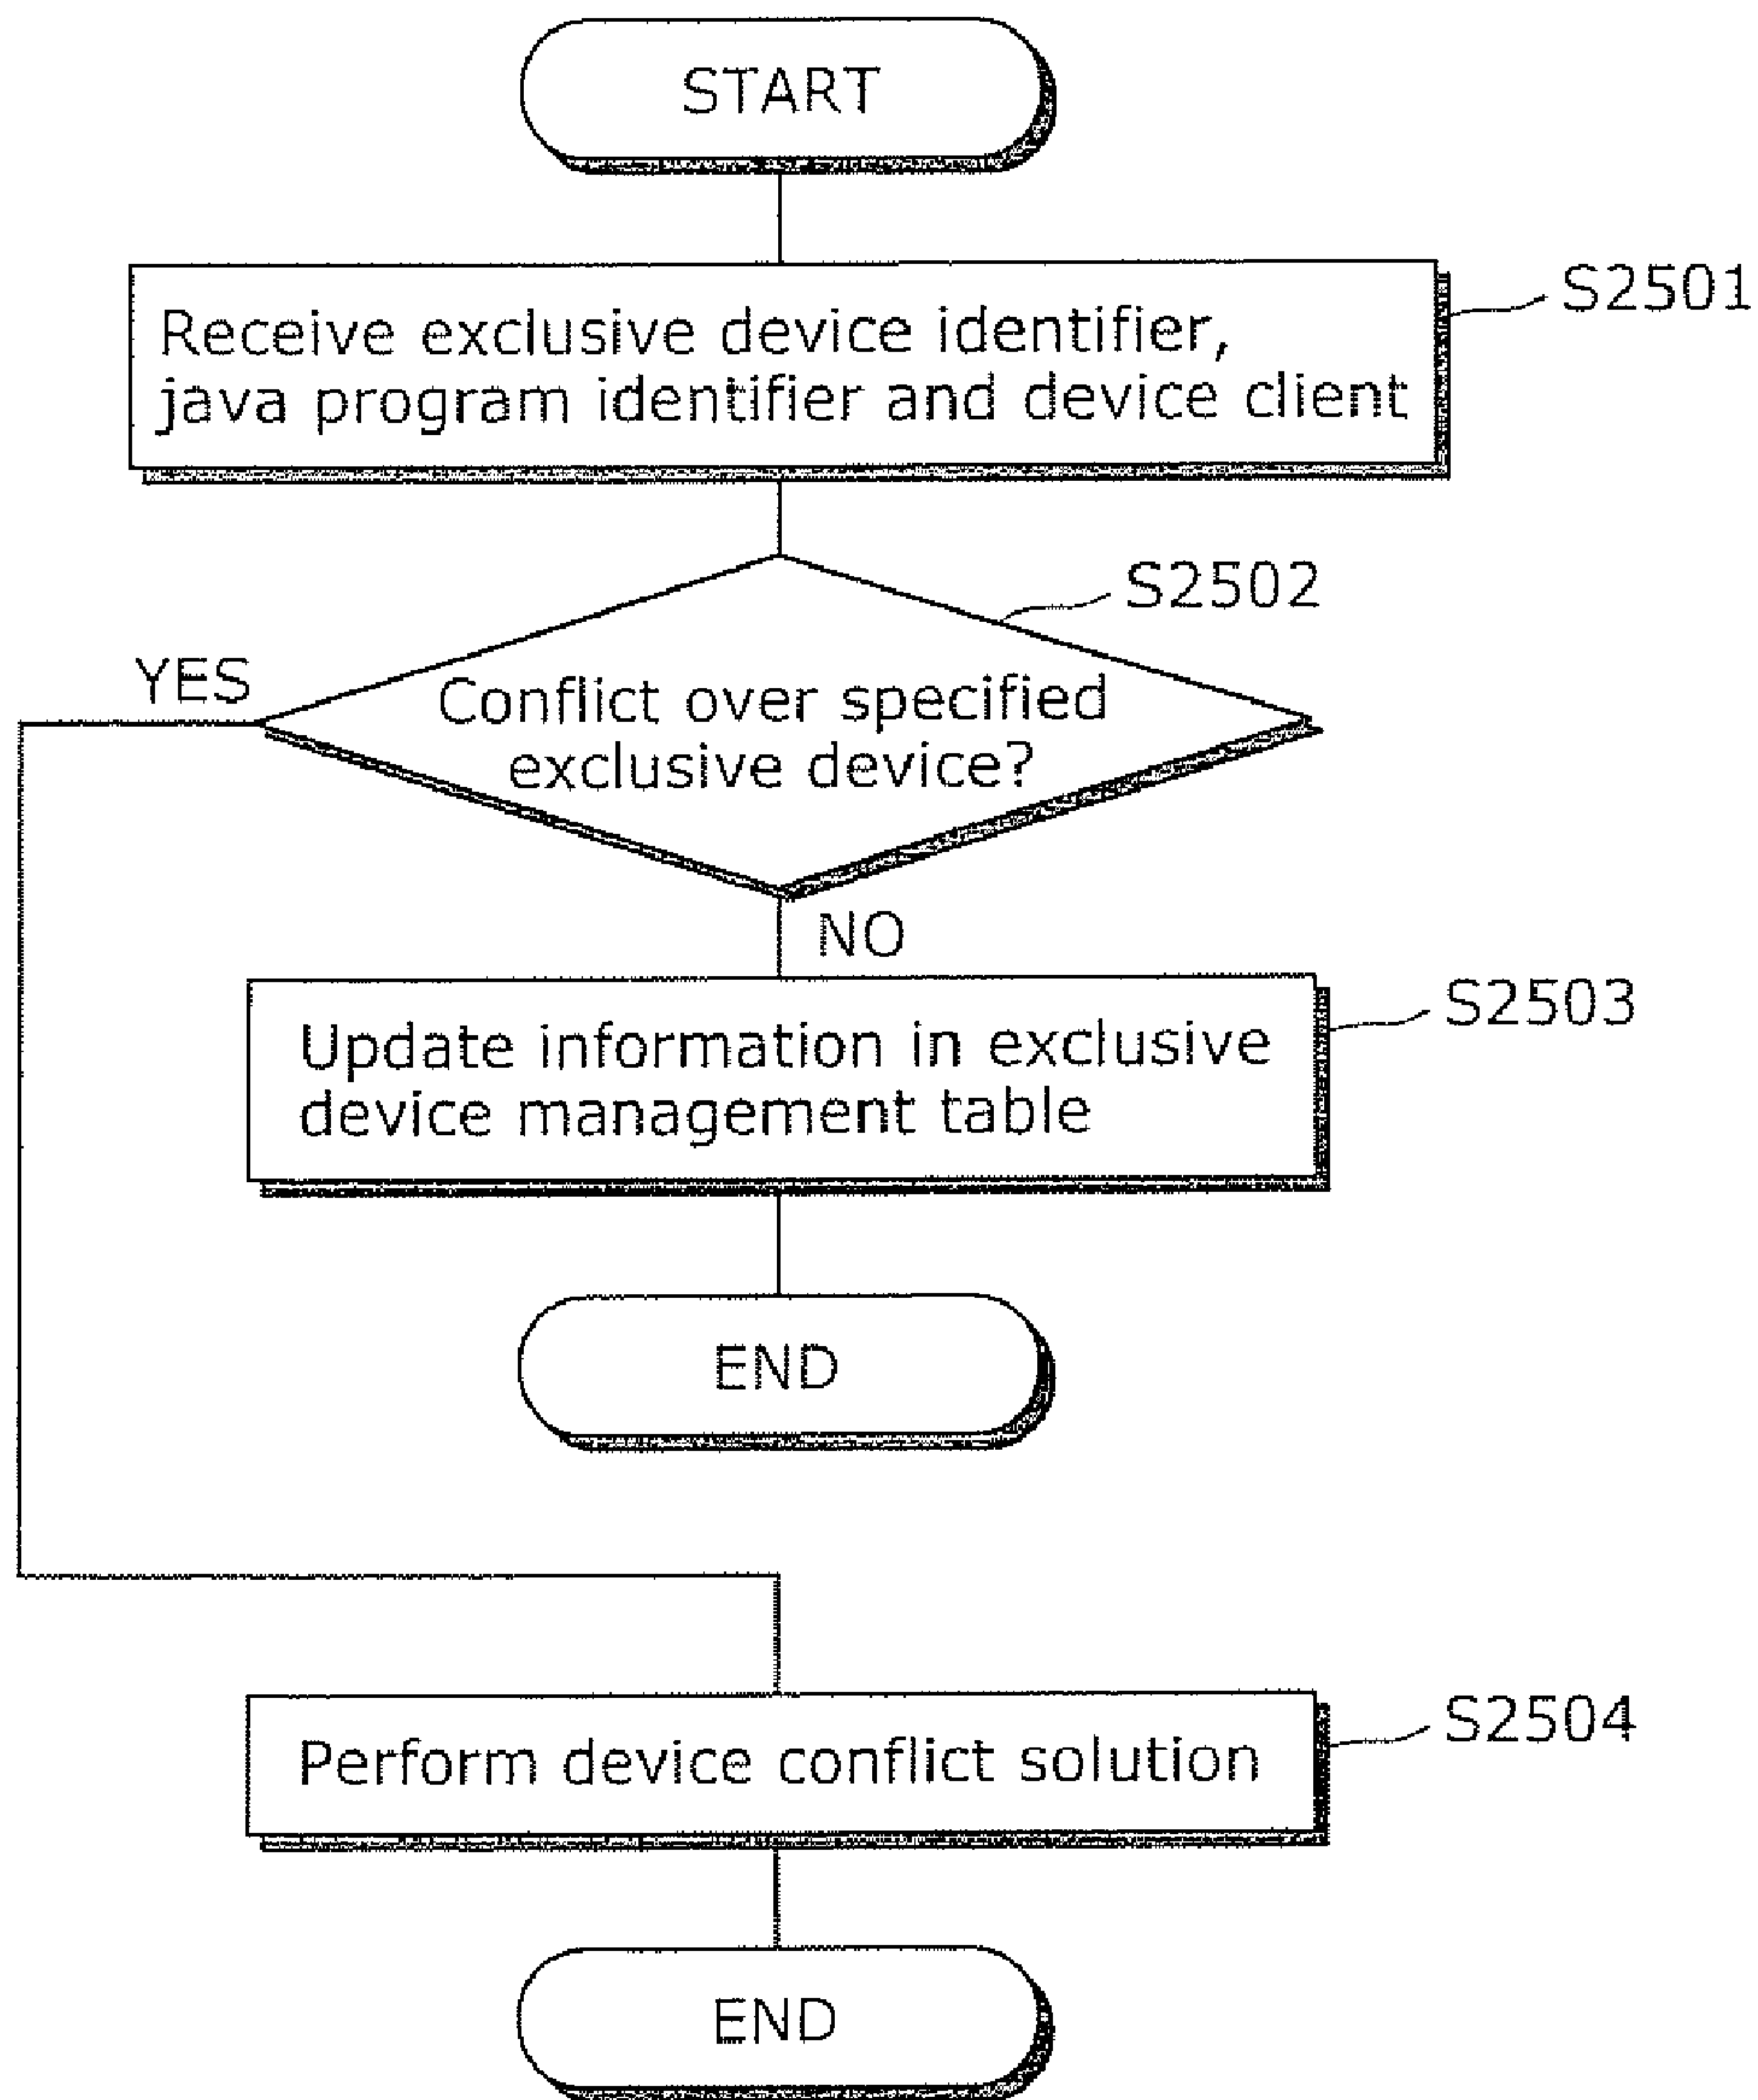 START
Receive exclusive device identifier,
java program identifier and device client
S2501
S2502
YES
Conflict over specified
exclusive device?
NO
Update information in exclusive
device management table
S2503
END
Perform device conflict solution
S2504
END